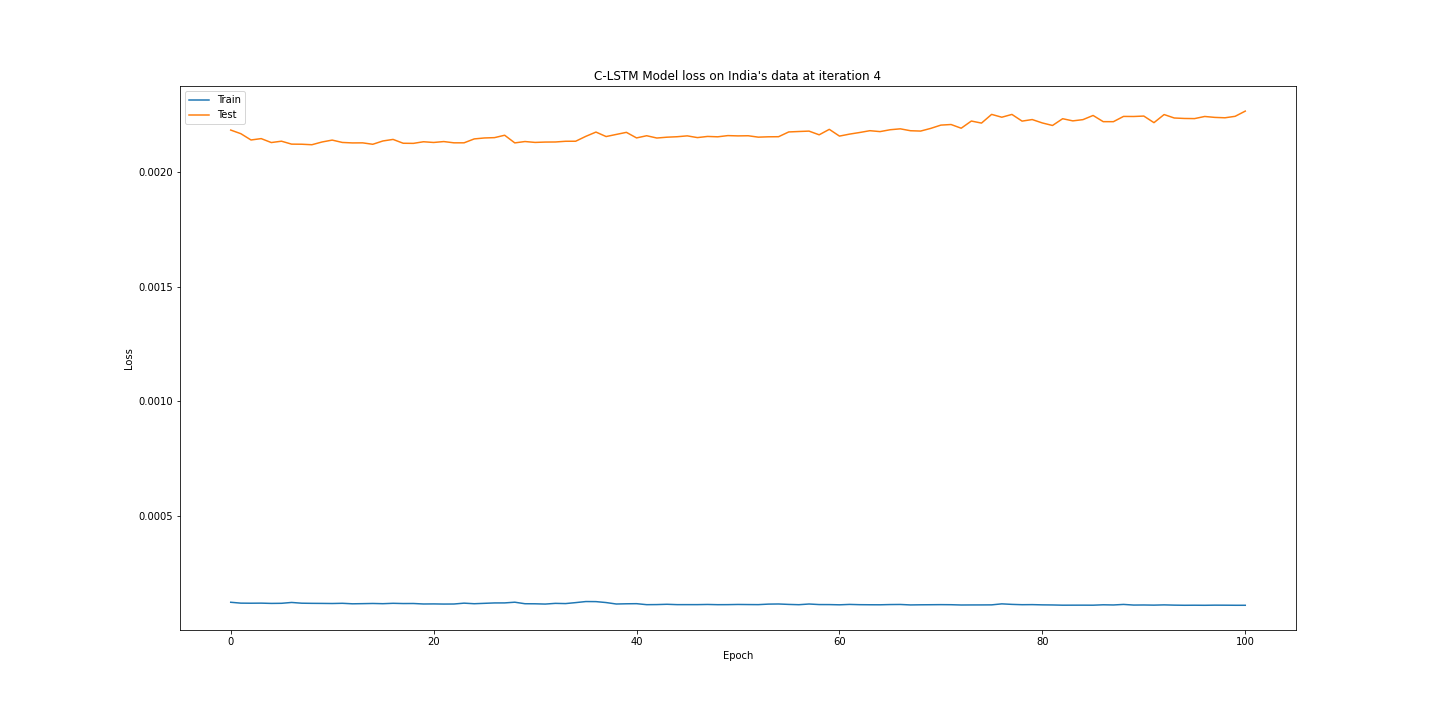 C-LSTM Model loss on India's data at iteration 4
Train
Test
0.0020
0.0015
0.0010
0.0005
Loss
0 20 40 60 80 100
Epoch